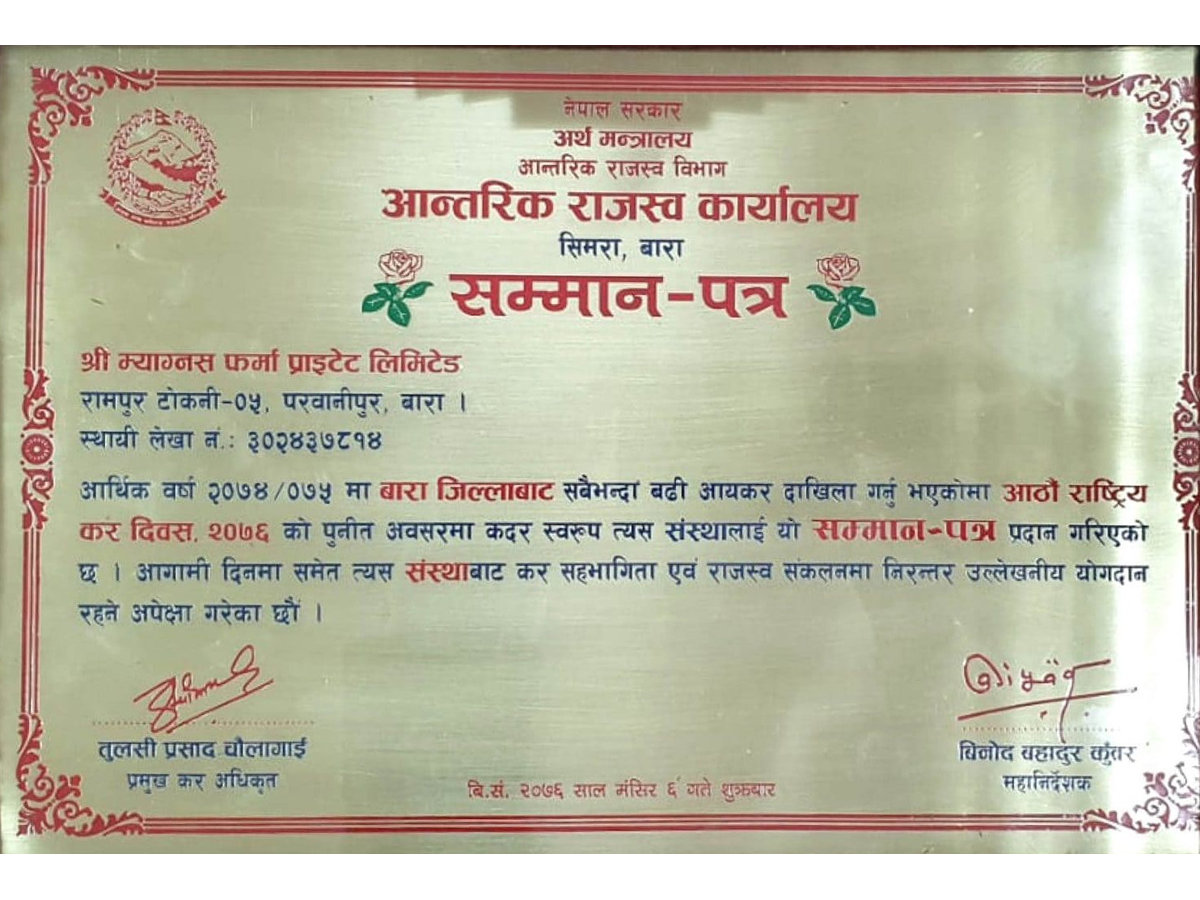 नेपाल सरकार
अर्थ मन्त्रालय
आन्तरिक राजस्व विभाग
आन्तरिक राजस्व कार्यालय
सिमरा, बारा
सम्मान-पत्र
श्री म्याग्नस फर्मा प्राइटेट लिमिटेड
रामपुर टोकनी-०५, परवानीपुर, बारा ।
स्थायी लेखा नं.: ३०२४३७८१४
आर्थिक वर्ष २०७४/०७५ मा बारा जिल्लाबाट सबैभन्दा बढी आयकर दाखिला गर्नु भएकोमा आठौं राष्ट्रिय
कर दिवस, २०७६ को पुनीत अवसरमा कदर स्वरूप त्यस संस्थालाई यो सम्मान-पत्र प्रदान गरिएको
छ । आगामी दिनमा समेत त्यस संस्थाबाट कर सहभागिता एवं राजस्व संकलनमा निरन्तर उल्लेखनीय योगदान
रहने अपेक्षा गरेका छौं ।
तुलसी प्रसाद चौलागाई
प्रमुख कर अधिकृत
बिनोद बहादुर कुँवर
महानिर्देशक
बि.सं. २०७६ साल मंसिर ६ गते शुक्रबार